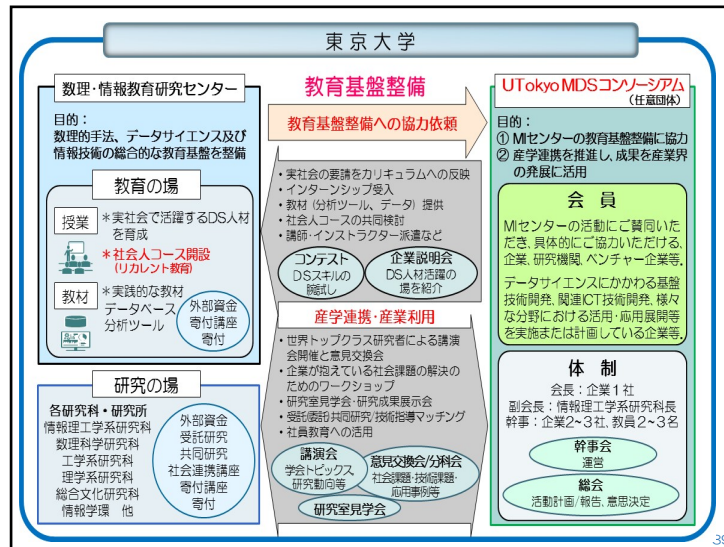 東京大学
数理・情報教育研究センター
目的：
数理的手法、データサイエンス及び
情報技術の総合的な教育基盤を整備
教育の場
授業
＊実社会で活躍するDS人材
を育成
＊社会人コース開設
(リカレント教育)
教材
＊実践的な教材
データベース
分析ツール
外部資金
寄付講座
寄付
研究の場
各研究科・研究所
情報理工学系研究科
数理科学研究科
工学系研究科
理学系研究科
総合文化研究科
情報学環　他
外部資金
受託研究
共同研究
社会連携講座
寄付講座
寄付
教育基盤整備
教育基盤整備への協力依頼
・実社会の要請をカリキュラムへの反映
・インターンシップ受入
・教材（分析ツール、データ）提供
・社会人コースの共同検討
・講師・インストラクター派遣など
コンテスト
DSスキルの
腕試し
企業説明会
DS人材活躍の
場を紹介
産学連携・産業利用
・世界トップクラス研究者による講演
会開催と意見交換会
・企業が抱えている社会課題の解決の
ためのワークショップ
・研究室見学会・研究成果展示会
・受託/委託/共同研究/技術指導マッチング
・社員教育への活用
講演会
学会トピックス
研究動向等
意見交換会/分科会
社会課題・技術課題・
応用事例等
研究室見学会
UTokyo MDSコンソーシアム
(任意団体)
目的：
① MIセンターの教育基盤整備に協力
② 産学連携を推進し、成果を産業界
の発展に活用
会 員
MIセンターの活動にご賛同いた
だき、具体的にご協力いただける、
企業、研究機関、ベンチャー企業等。
データサイエンスにかかわる基盤
技術開発、関連ICT技術開発、様々
な分野における活用・応用展開等
を実施または計画している企業等。
体 制
会長：企業１社
副会長：情報理工学系研究科長
幹事：企業2～3社、教員2～3名
幹事会
運営
総会
活動計画/報告、意思決定
39